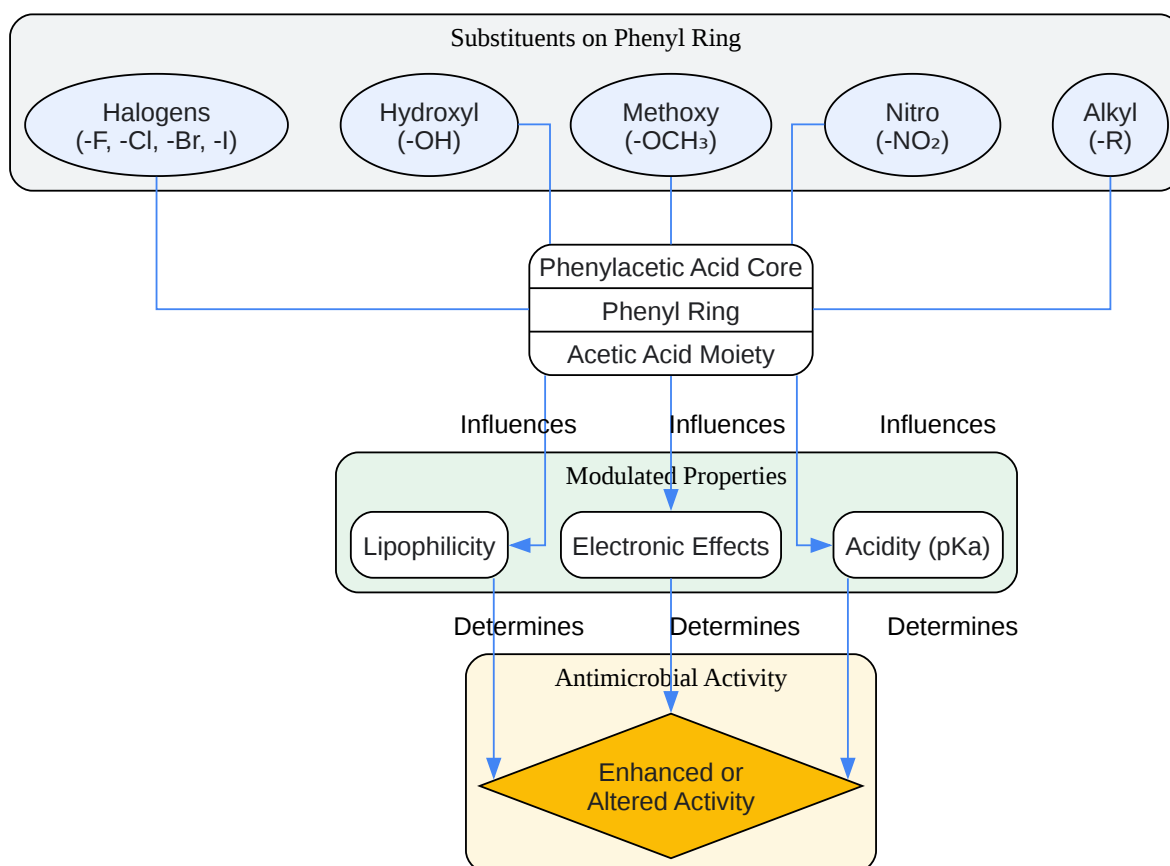 Substituents on Phenyl Ring
Halogens
(-F, -Cl, -Br, -I)
Hydroxyl
(-OH)
Methoxy
(-OCH₃)
Nitro
(-NO₂)
Alkyl
(-R)
Phenylacetic Acid Core
Phenyl Ring
Acetic Acid Moiety
Influences
Influences
Influences
Modulated Properties
Lipophilicity
Electronic Effects
Acidity (pKa)
Determines
Determines
Determines
Antimicrobial Activity
Enhanced or
Altered Activity